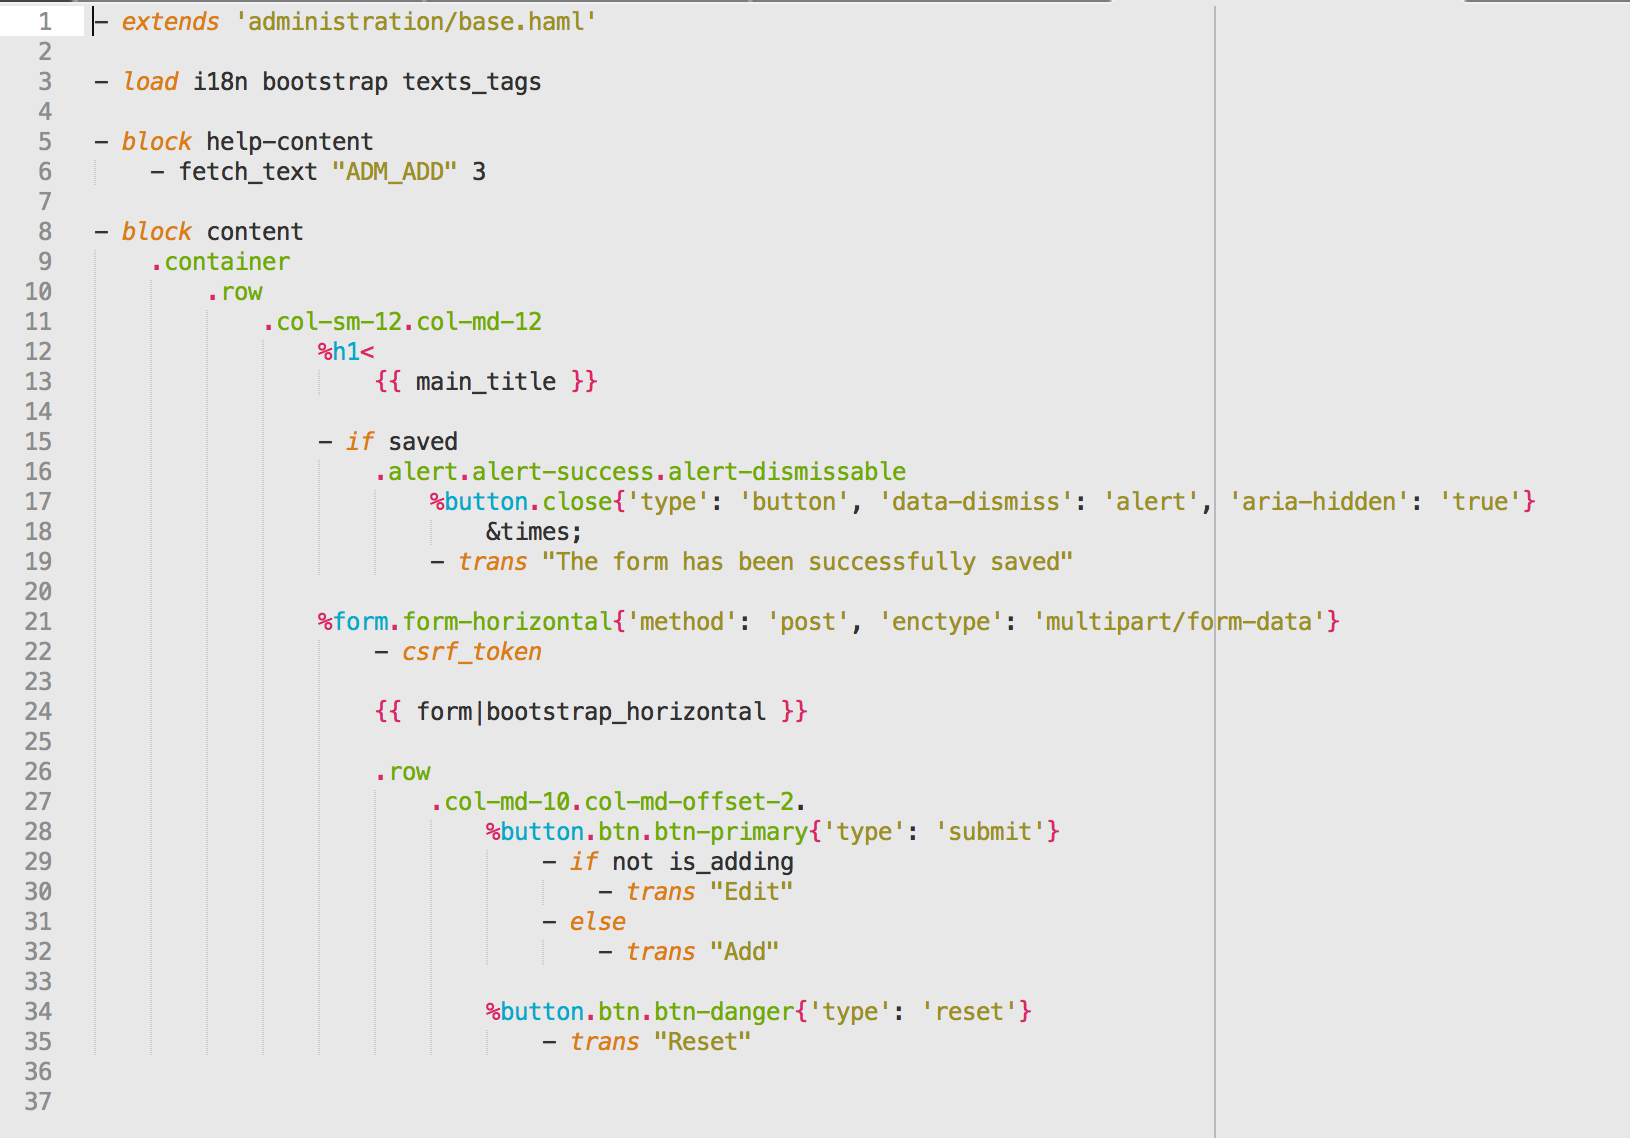 1 - extends 'administration/base.haml'
2
3 - load i18n bootstrap texts_tags
4
5 - block help-content
6     - fetch_text "ADM_ADD" 3
7
8 - block content
9     .container
10         .row
11             .col-sm-12.col-md-12
12                 %h1<
13                     {{ main_title }}
14
15                 - if saved
16                     .alert.alert-success.alert-dismissable
17                         %button.close{'type': 'button', 'data-dismiss': 'alert', 'aria-hidden': 'true'}
18                             &times;
19                         - trans "The form has been successfully saved"
20
21                 %form.form-horizontal{'method': 'post', 'enctype': 'multipart/form-data'}
22                     - csrf_token
23
24                     {{ form|bootstrap_horizontal }}
25
26                     .row
27                         .col-md-10.col-md-offset-2.
28                             %button.btn.btn-primary{'type': 'submit'}
29                                 - if not is_adding
30                                     - trans "Edit"
31                                 - else
32                                     - trans "Add"
33
34                             %button.btn.btn-danger{'type': 'reset'}
35                                 - trans "Reset"
36
37